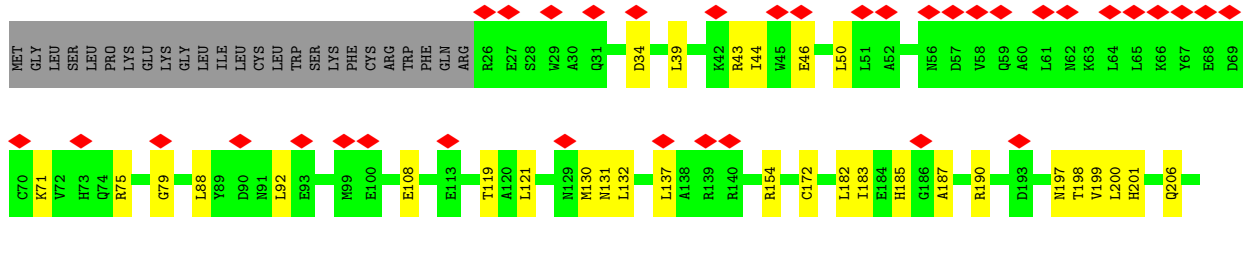 MET GLY LEU SER LEU PRO LYS GLU LYS GLY LEU ILE LEU CYS LEU TRP SER LYS PHE CYS ARG TRP PHE GLN ARG R26 E27 S28 W29 A30 Q31 D34 L39 K42 R43 I44 W45 E46 L50 L51 A52 N56 D57 V58 Q59 A60 L61 N62 K63 L64 L65 K66 Y67 E68 D69
C70 K71 V72 H73 Q74 R75 G79 L88 Y89 D90 N91 L92 E93 M99 E100 E108 E113 T119 A120 L121 N129 M130 N131 L132 L137 A138 R139 R140 R154 C172 L182 I183 E184 H185 G186 A187 R190 D193 N197 T198 V199 L200 H201 Q206